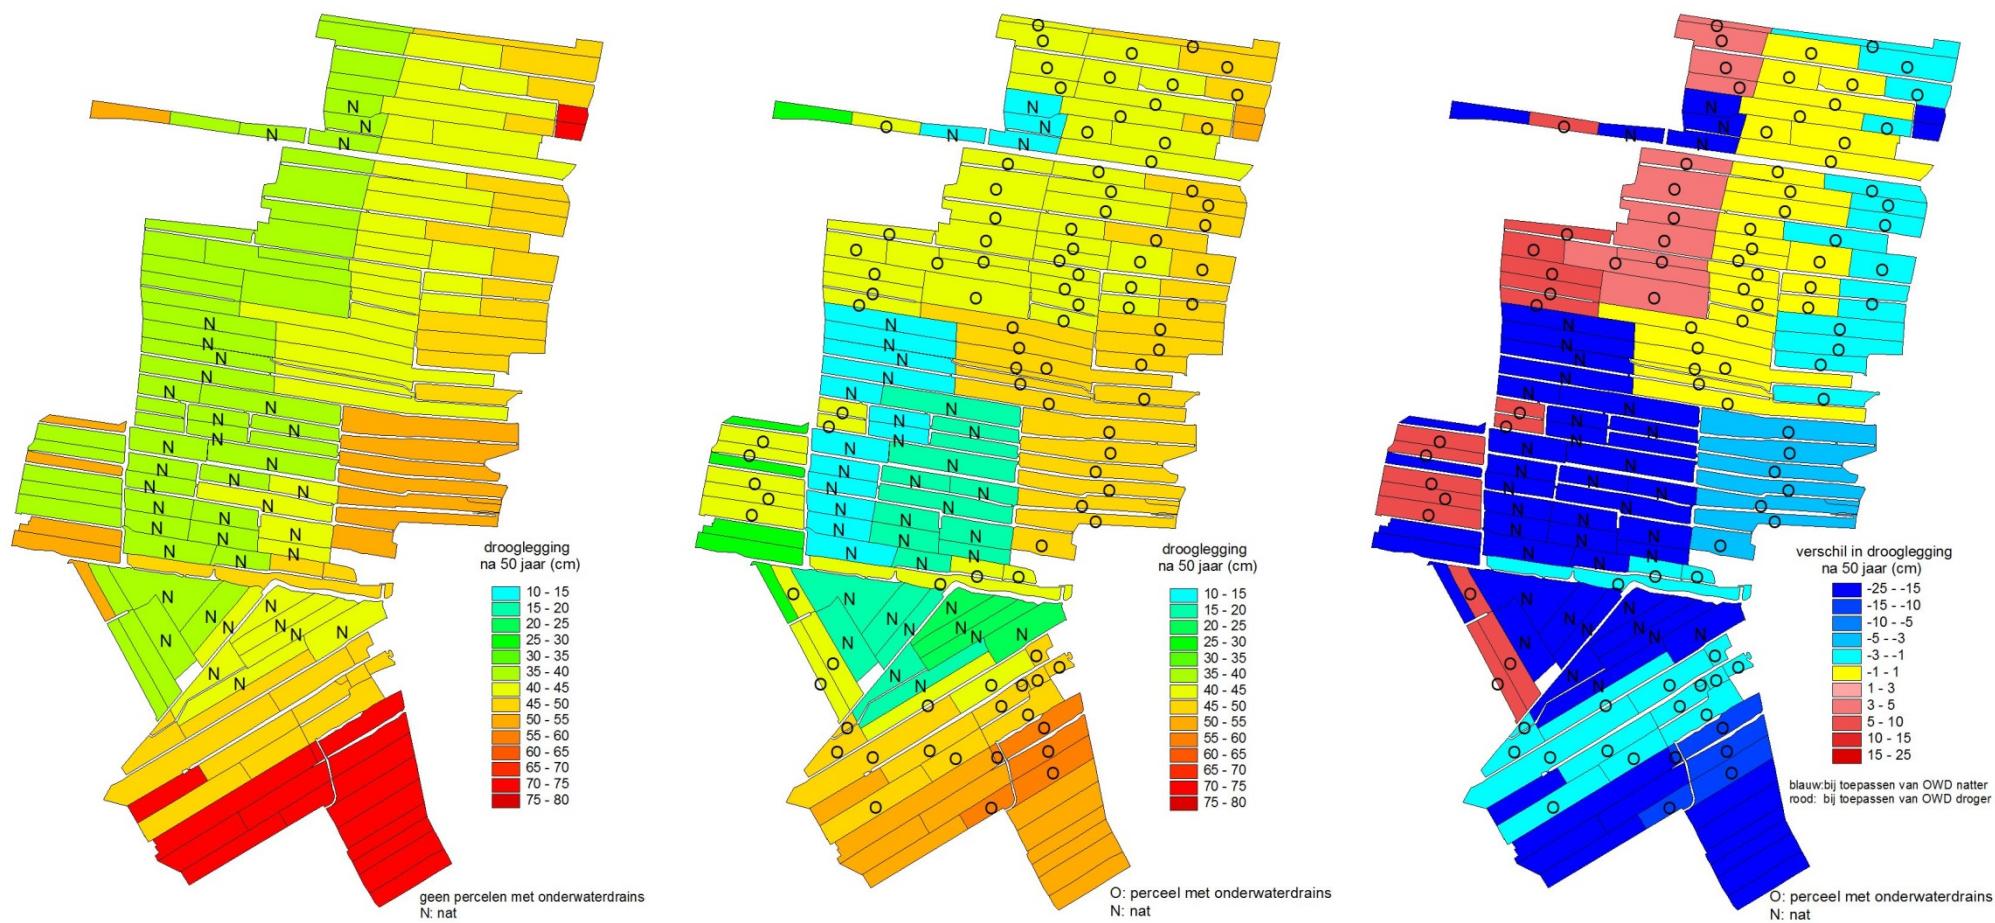 drooglegging
na 50 jaar (cm)
10 - 15
15 - 20
20 - 25
25 - 30
30 - 35
35 - 40
40 - 45
45 - 50
50 - 55
55 - 60
60 - 65
65 - 70
70 - 75
75 - 80
geen percelen met onderwaterdrains
N: nat
drooglegging
na 50 jaar (cm)
10 - 15
15 - 20
20 - 25
25 - 30
30 - 35
35 - 40
40 - 45
45 - 50
50 - 55
55 - 60
60 - 65
65 - 70
70 - 75
75 - 80
O: perceel met onderwaterdrains
N: nat
verschil in drooglegging
na 50 jaar (cm)
-25 - -15
-15 - -10
-10 - -5
-5 - -3
-3 - -1
-1 - 1
1 - 3
3 - 5
5 - 10
10 - 15
15 - 25
blauw:bij toepassen van OWD natter
rood: bij toepassen van OWD droger
O: perceel met onderwaterdrains
N: nat